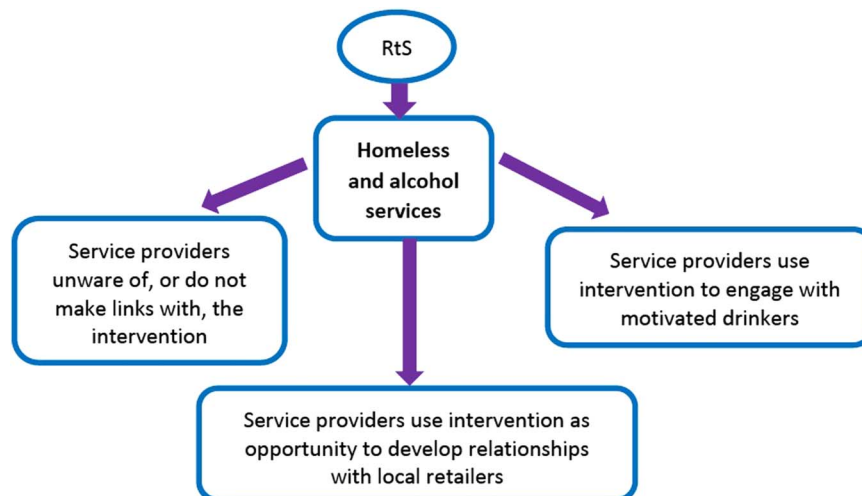 RtS
Homeless
and alcohol
services
Service providers
unware of, or do not
make links with, the
intervention
Service providers use
intervention to engage with
motivated drinkers
Service providers use intervention as
opportunity to develop relationships
with local retailers